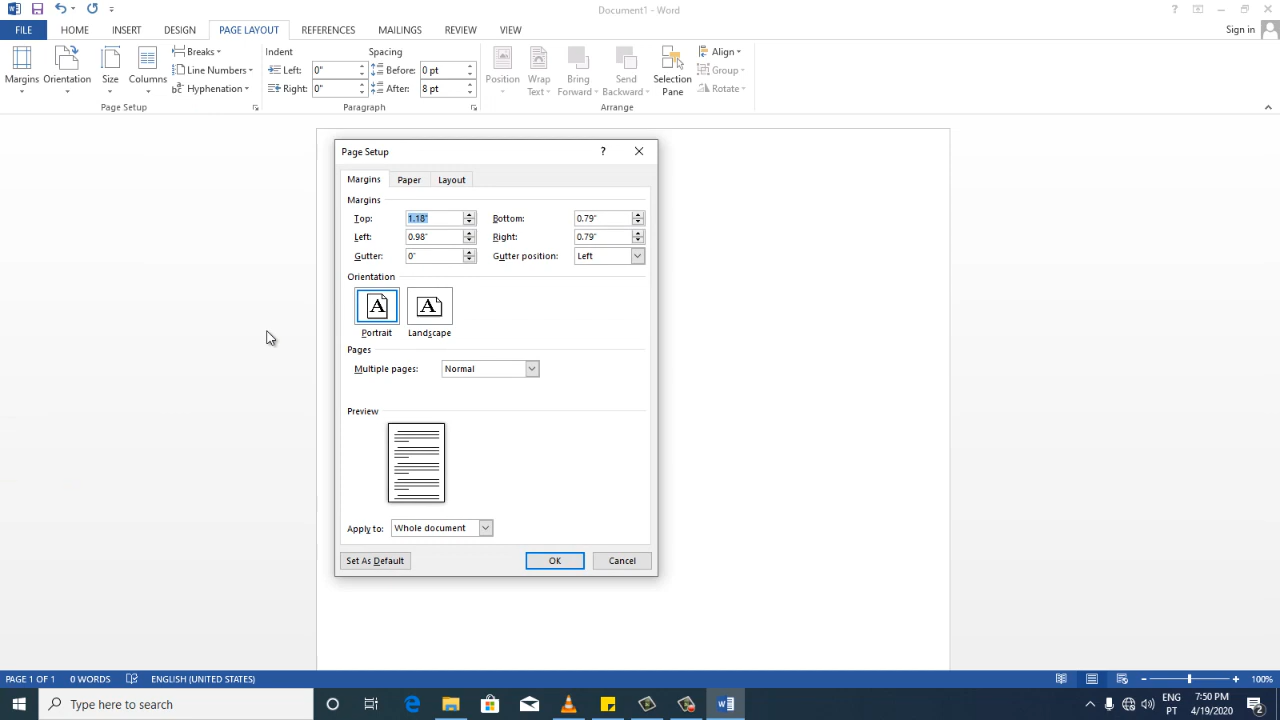 Document1 - Word
FILE HOME INSERT DESIGN PAGE LAYOUT REFERENCES MAILINGS REVIEW VIEW Sign in
Margins Orientation Size Columns
Breaks
Line Numbers
Hyphenation
Page Setup
Indent Spacing
Left: 0" Before: 0 pt
Right: 0" After: 8 pt
Paragraph
Position Wrap Text Bring Forward Send Backward Selection Pane
Align
Group
Rotate
Arrange
Page Setup
Margins Paper Layout
Margins
Top: 1.18" Bottom: 0.79"
Left: 0.98" Right: 0.79"
Gutter: 0" Gutter position: Left
Orientation
A A
Portrait Landscape
Pages
Multiple pages: Normal
Preview
Apply to: Whole document
Set As Default OK Cancel
PAGE 1 OF 1 0 WORDS ENGLISH (UNITED STATES) 100%
Type here to search
ENG 7:50 PM
PT 4/19/2020
2